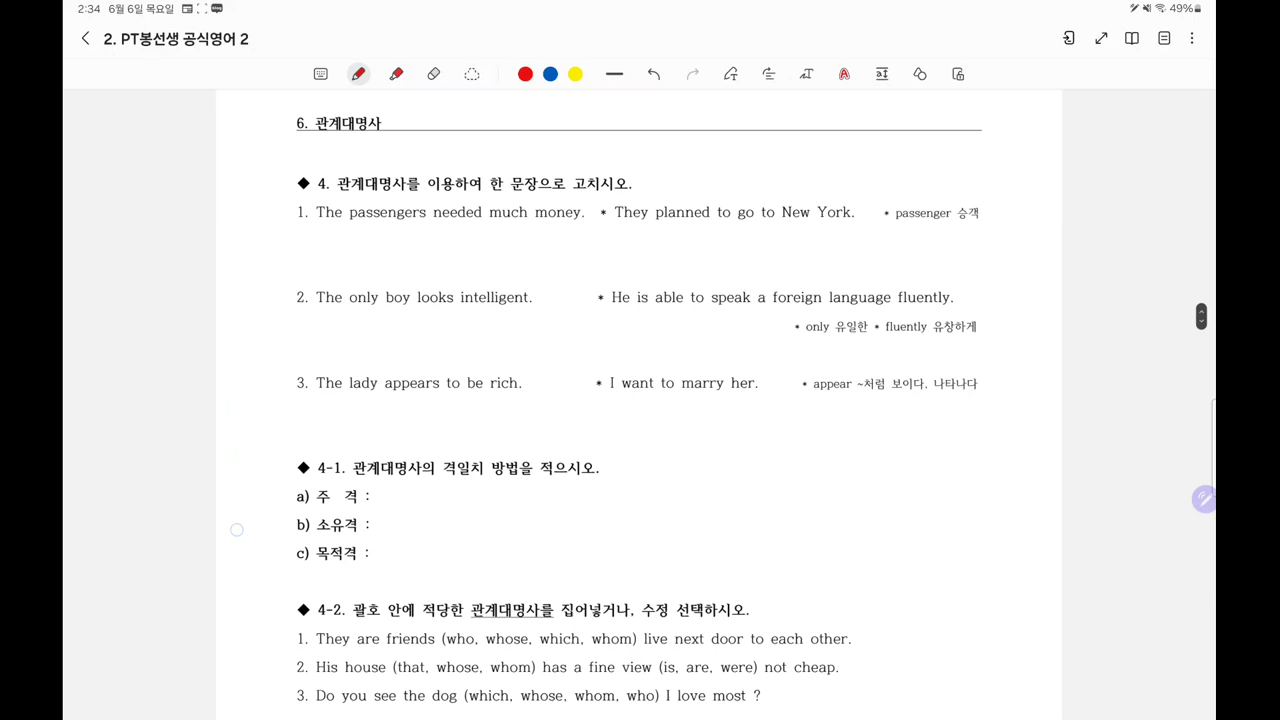 2:34 6월 6일 목요일
49%
2. PT봉선생 공식영어 2
6. 관계대명사
◆ 4. 관계대명사를 이용하여 한 문장으로 고치시오.
1. The passengers needed much money. * They planned to go to New York. * passenger 승객
2. The only boy looks intelligent. * He is able to speak a foreign language fluently.
* only 유일한 * fluently 유창하게
3. The lady appears to be rich. * I want to marry her. * appear ~처럼 보이다, 나타나다
◆ 4-1. 관계대명사의 격일치 방법을 적으시오.
a) 주 격 :
b) 소유격 :
c) 목적격 :
◆ 4-2. 괄호 안에 적당한 관계대명사를 집어넣거나, 수정 선택하시오.
1. They are friends (who, whose, which, whom) live next door to each other.
2. His house (that, whose, whom) has a fine view (is, are, were) not cheap.
3. Do you see the dog (which, whose, whom, who) I love most ?